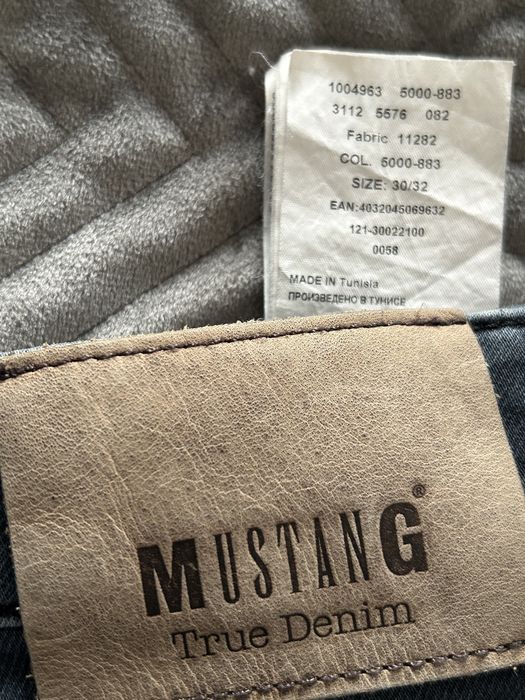 1004963 5000-883
3112 5576 082
Fabric 11282
COL. 5000-883
SIZE: 30/32
EAN:4032045069632
121-30022100
0058
MADE IN Tunisia
ПРОИЗВЕДЕНО В ТУНИСЕ
MUSTANG®
True Denim